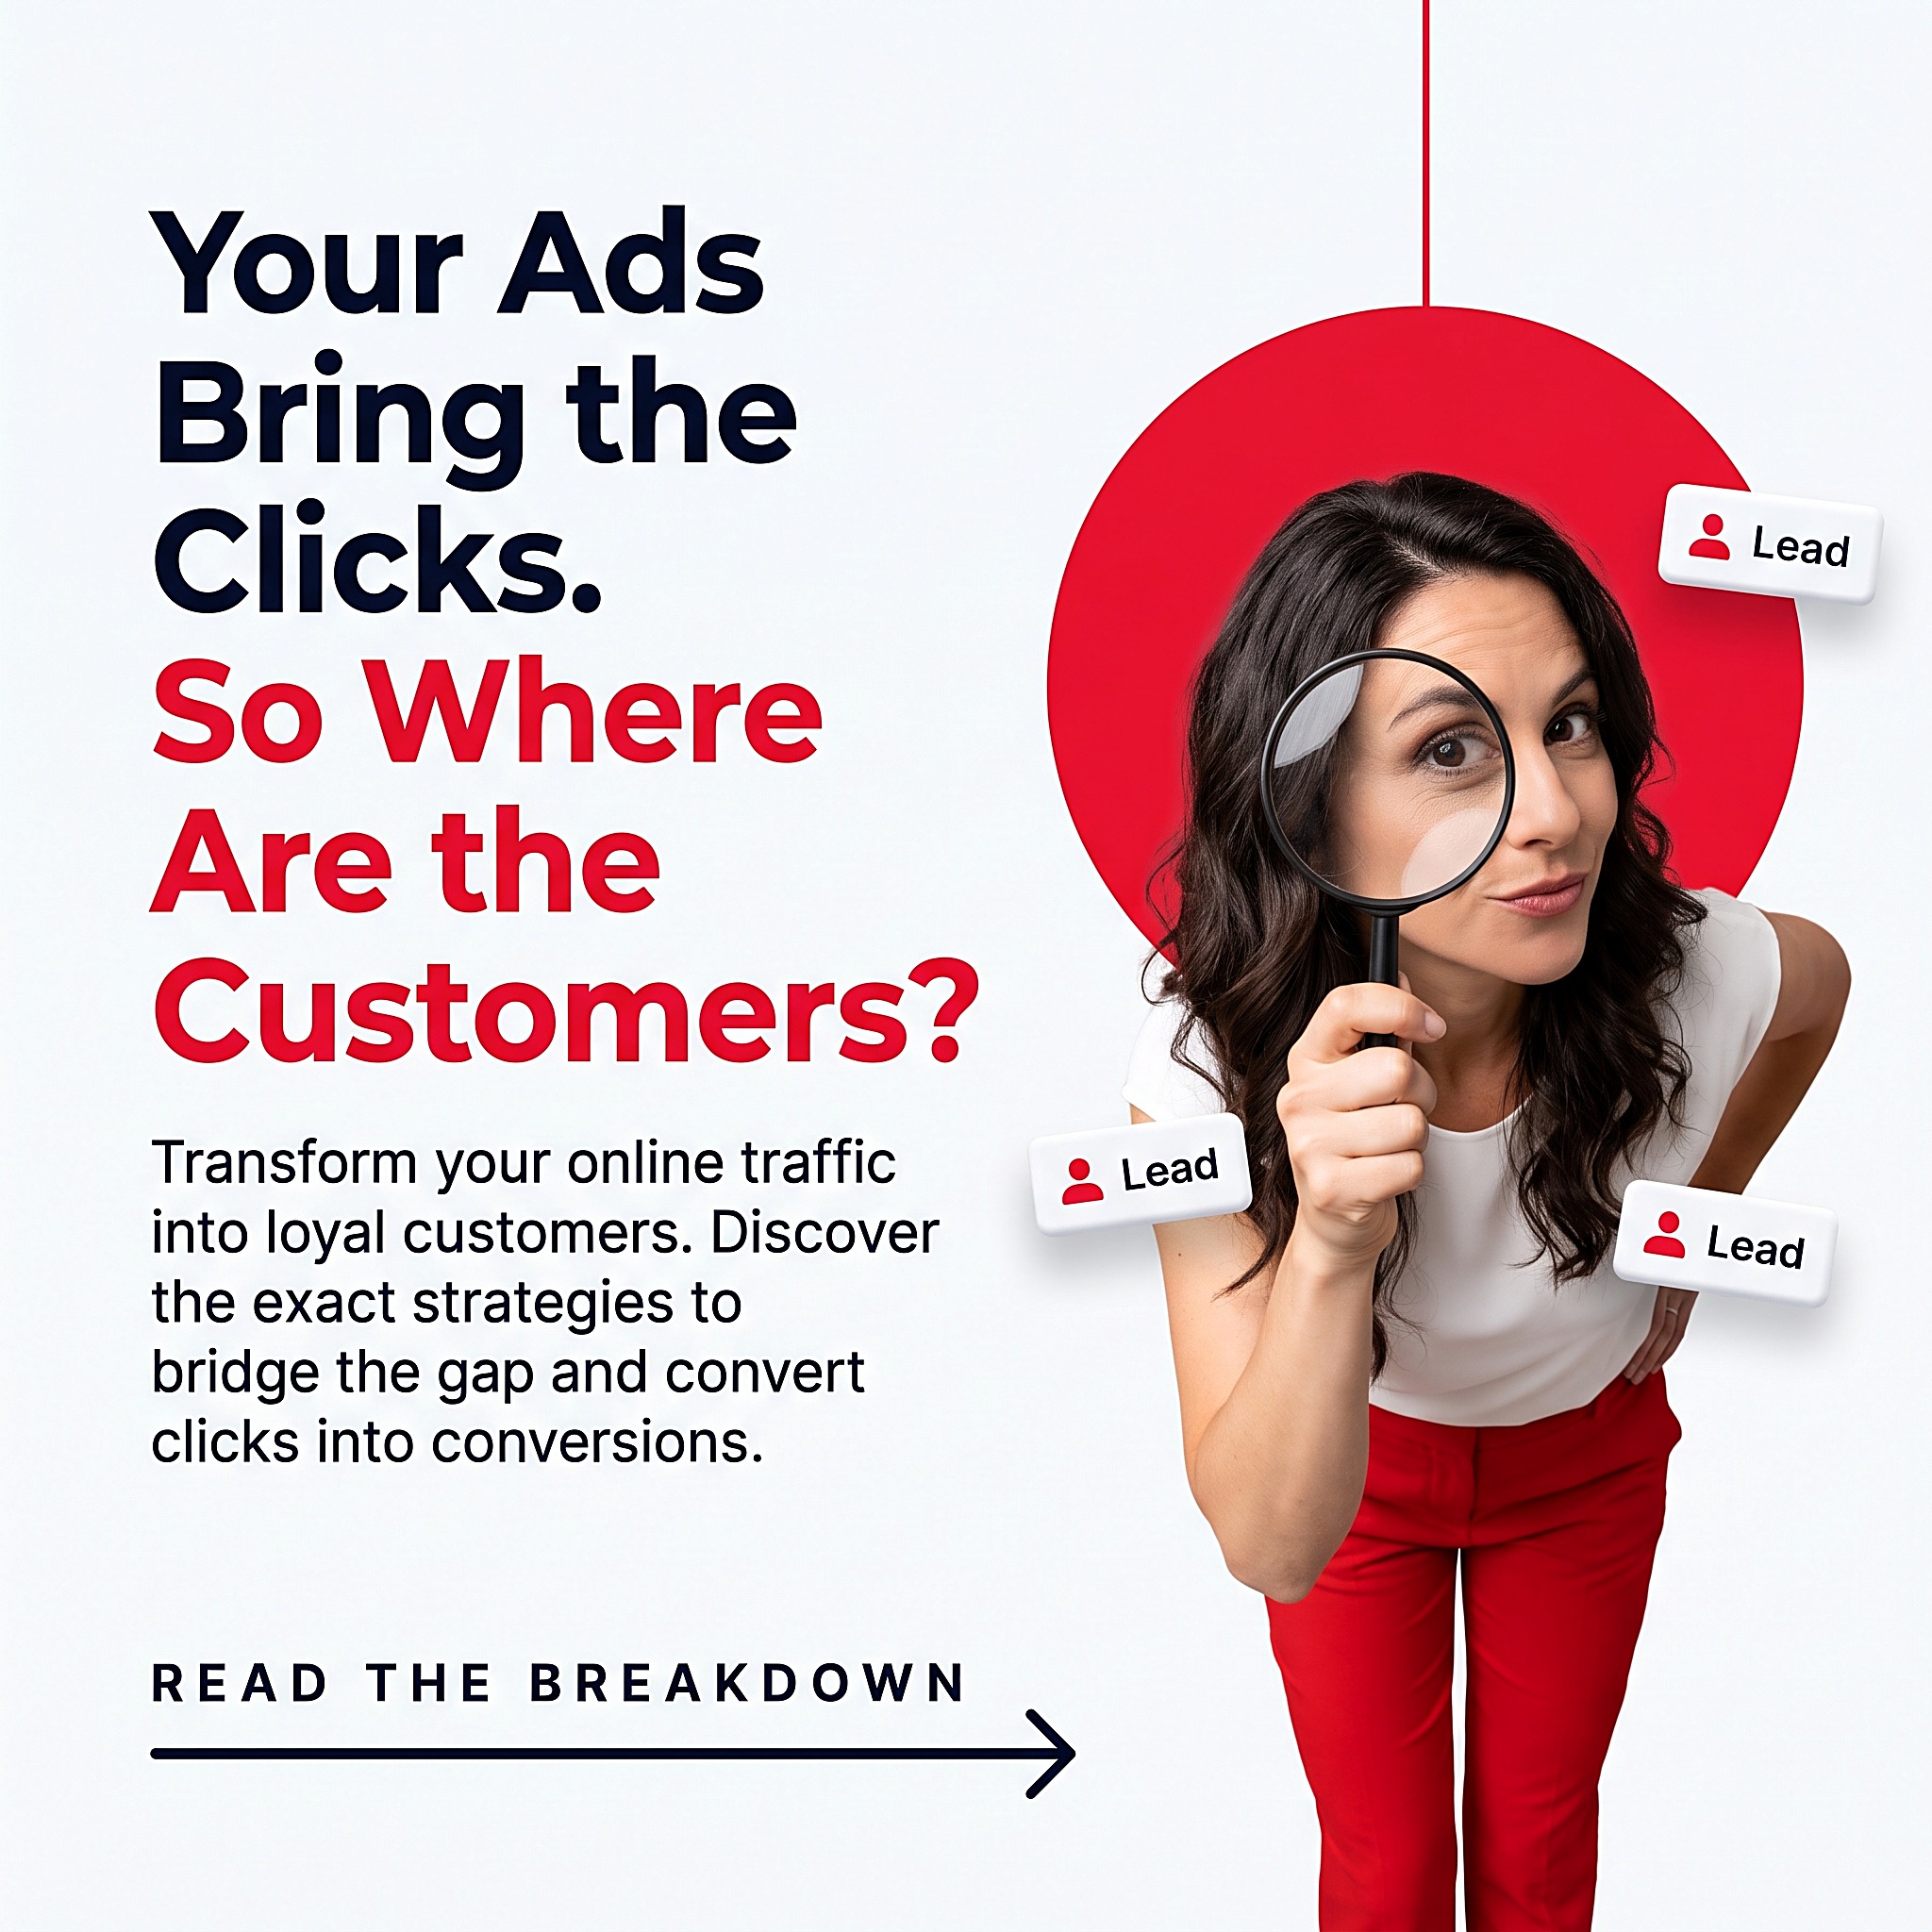 Your Ads
Bring the
Clicks.
So Where
Are the
Customers?
Transform your online traffic
into loyal customers. Discover
the exact strategies to
bridge the gap and convert
clicks into conversions.
READ THE BREAKDOWN
Lead
Lead
Lead